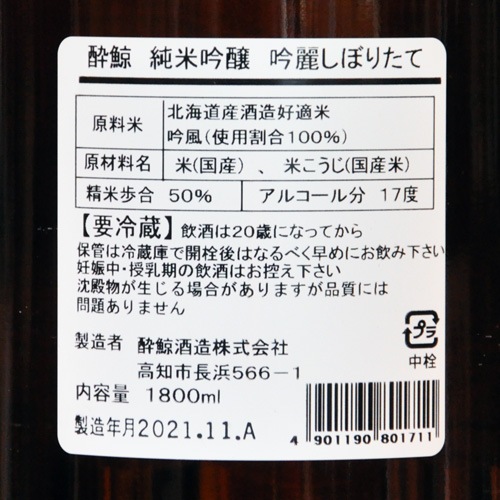 酔鯨 純米吟醸 吟麗しぼりたて
原料米 北海道産酒造好適米
吟風(使用割合100%)
原材料名 米(国産)、米こうじ(国産米)
精米歩合 50% アルコール分 17度
【要冷蔵】飲酒は20歳になってから
保管は冷蔵庫で開栓後はなるべく早めにお飲み下さい
妊娠中・授乳期の飲酒はお控え下さい
沈殿物が生じる場合がありますが品質には
問題ありません
プラ
中栓
製造者 酔鯨酒造株式会社
高知市長浜566-1
内容量 1800ml
製造年月2021.11.A
4 901190 801711